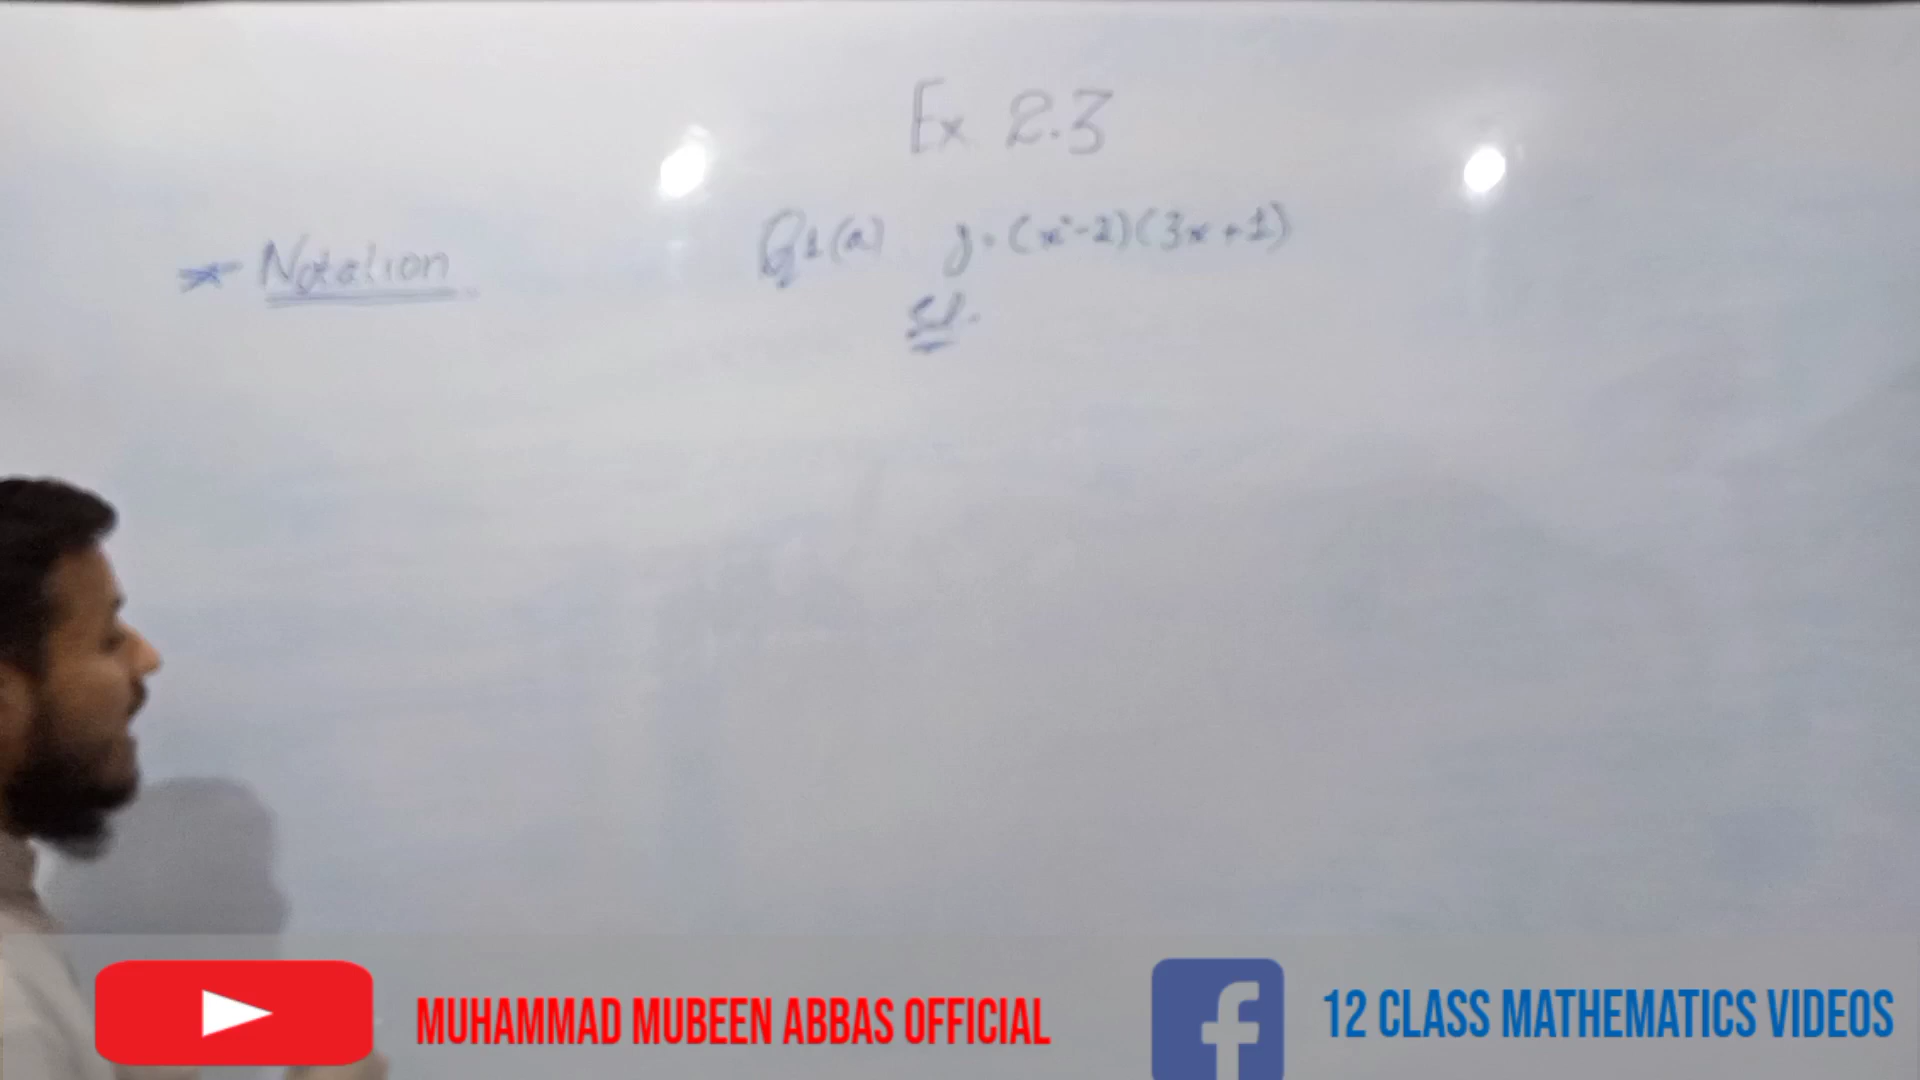 Ex 2.3
* Notation
Q1(a) y = (x²-2)(3x+1)
Sol.
MUHAMMAD MUBEEN ABBAS OFFICIAL
12 CLASS MATHEMATICS VIDEOS